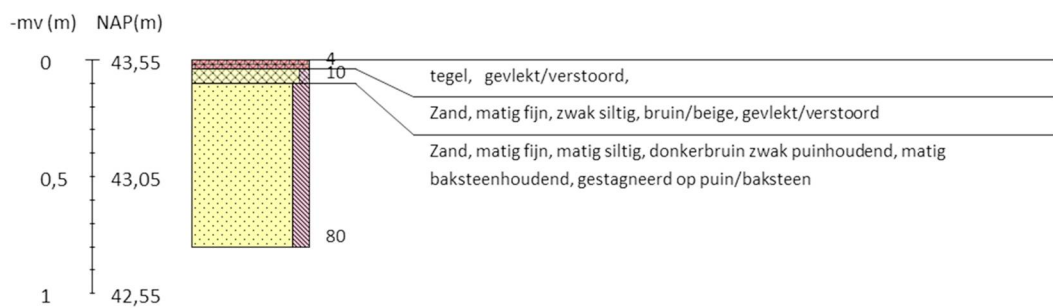 -mv (m) NAP(m)
0 43,55 4
10
tegel, gevlekt/verstoord,
Zand, matig fijn, zwak siltig, bruin/beige, gevlekt/verstoord
Zand, matig fijn, matig siltig, donkerbruin zwak puinhoudend, matig
baksteenhoudend, gestagneerd op puin/baksteen
0,5 43,05
80
1 42,55